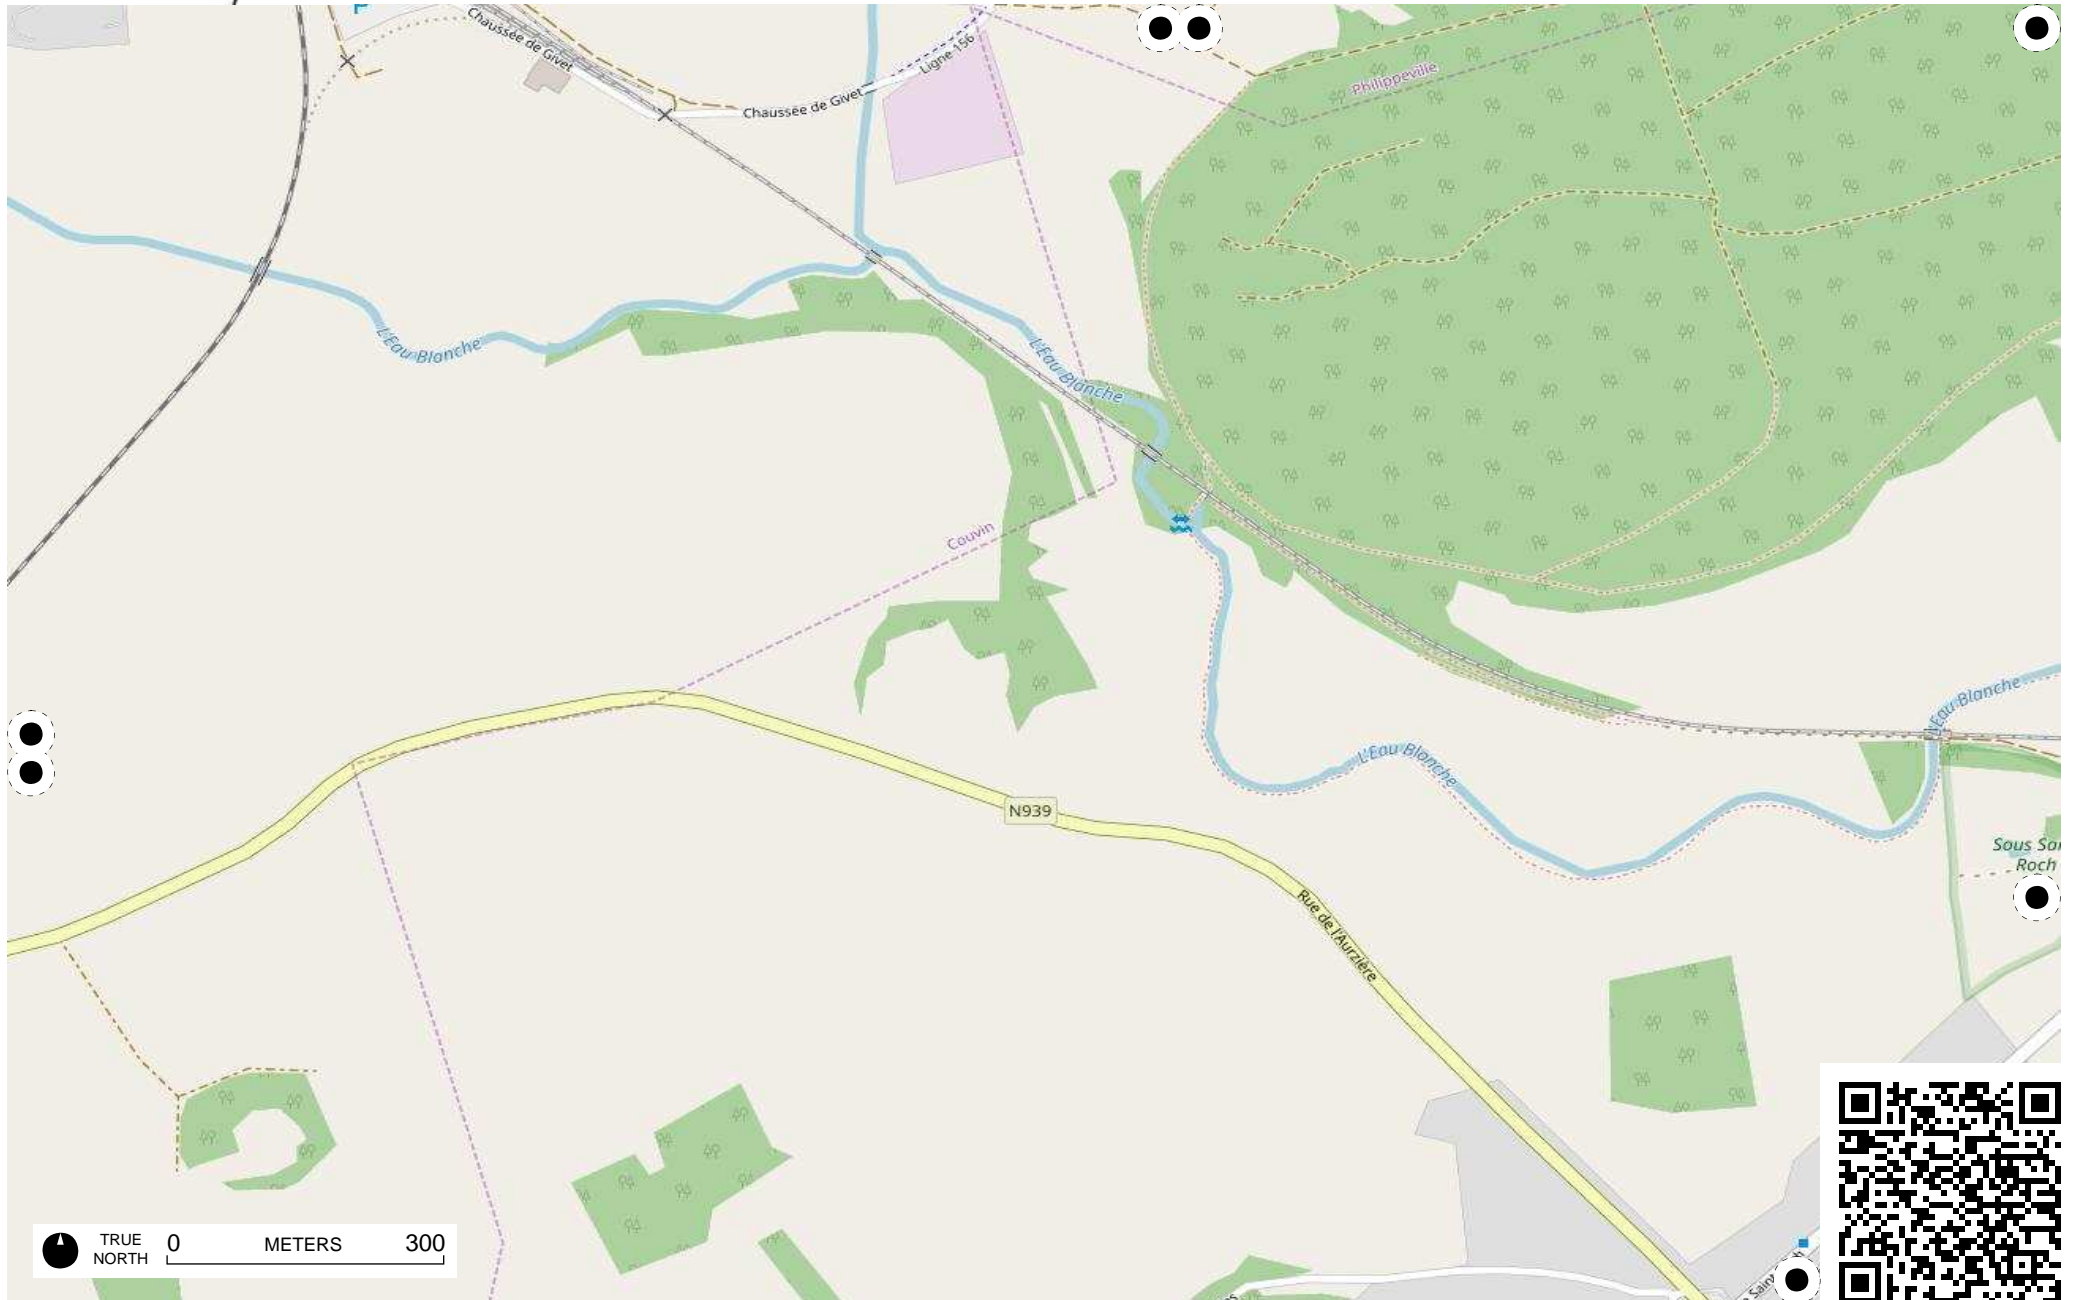 Chaussée de Givet
Ligne 156
Chaussée de Givet
Philippeville
L'Eau Blanche
L'Eau Blanche
Couvin
L'Eau Blanche
L'Eau Blanche
N939
Sous
Roch
Rue de l'Aurzière
TRUE
NORTH
0 METERS 300